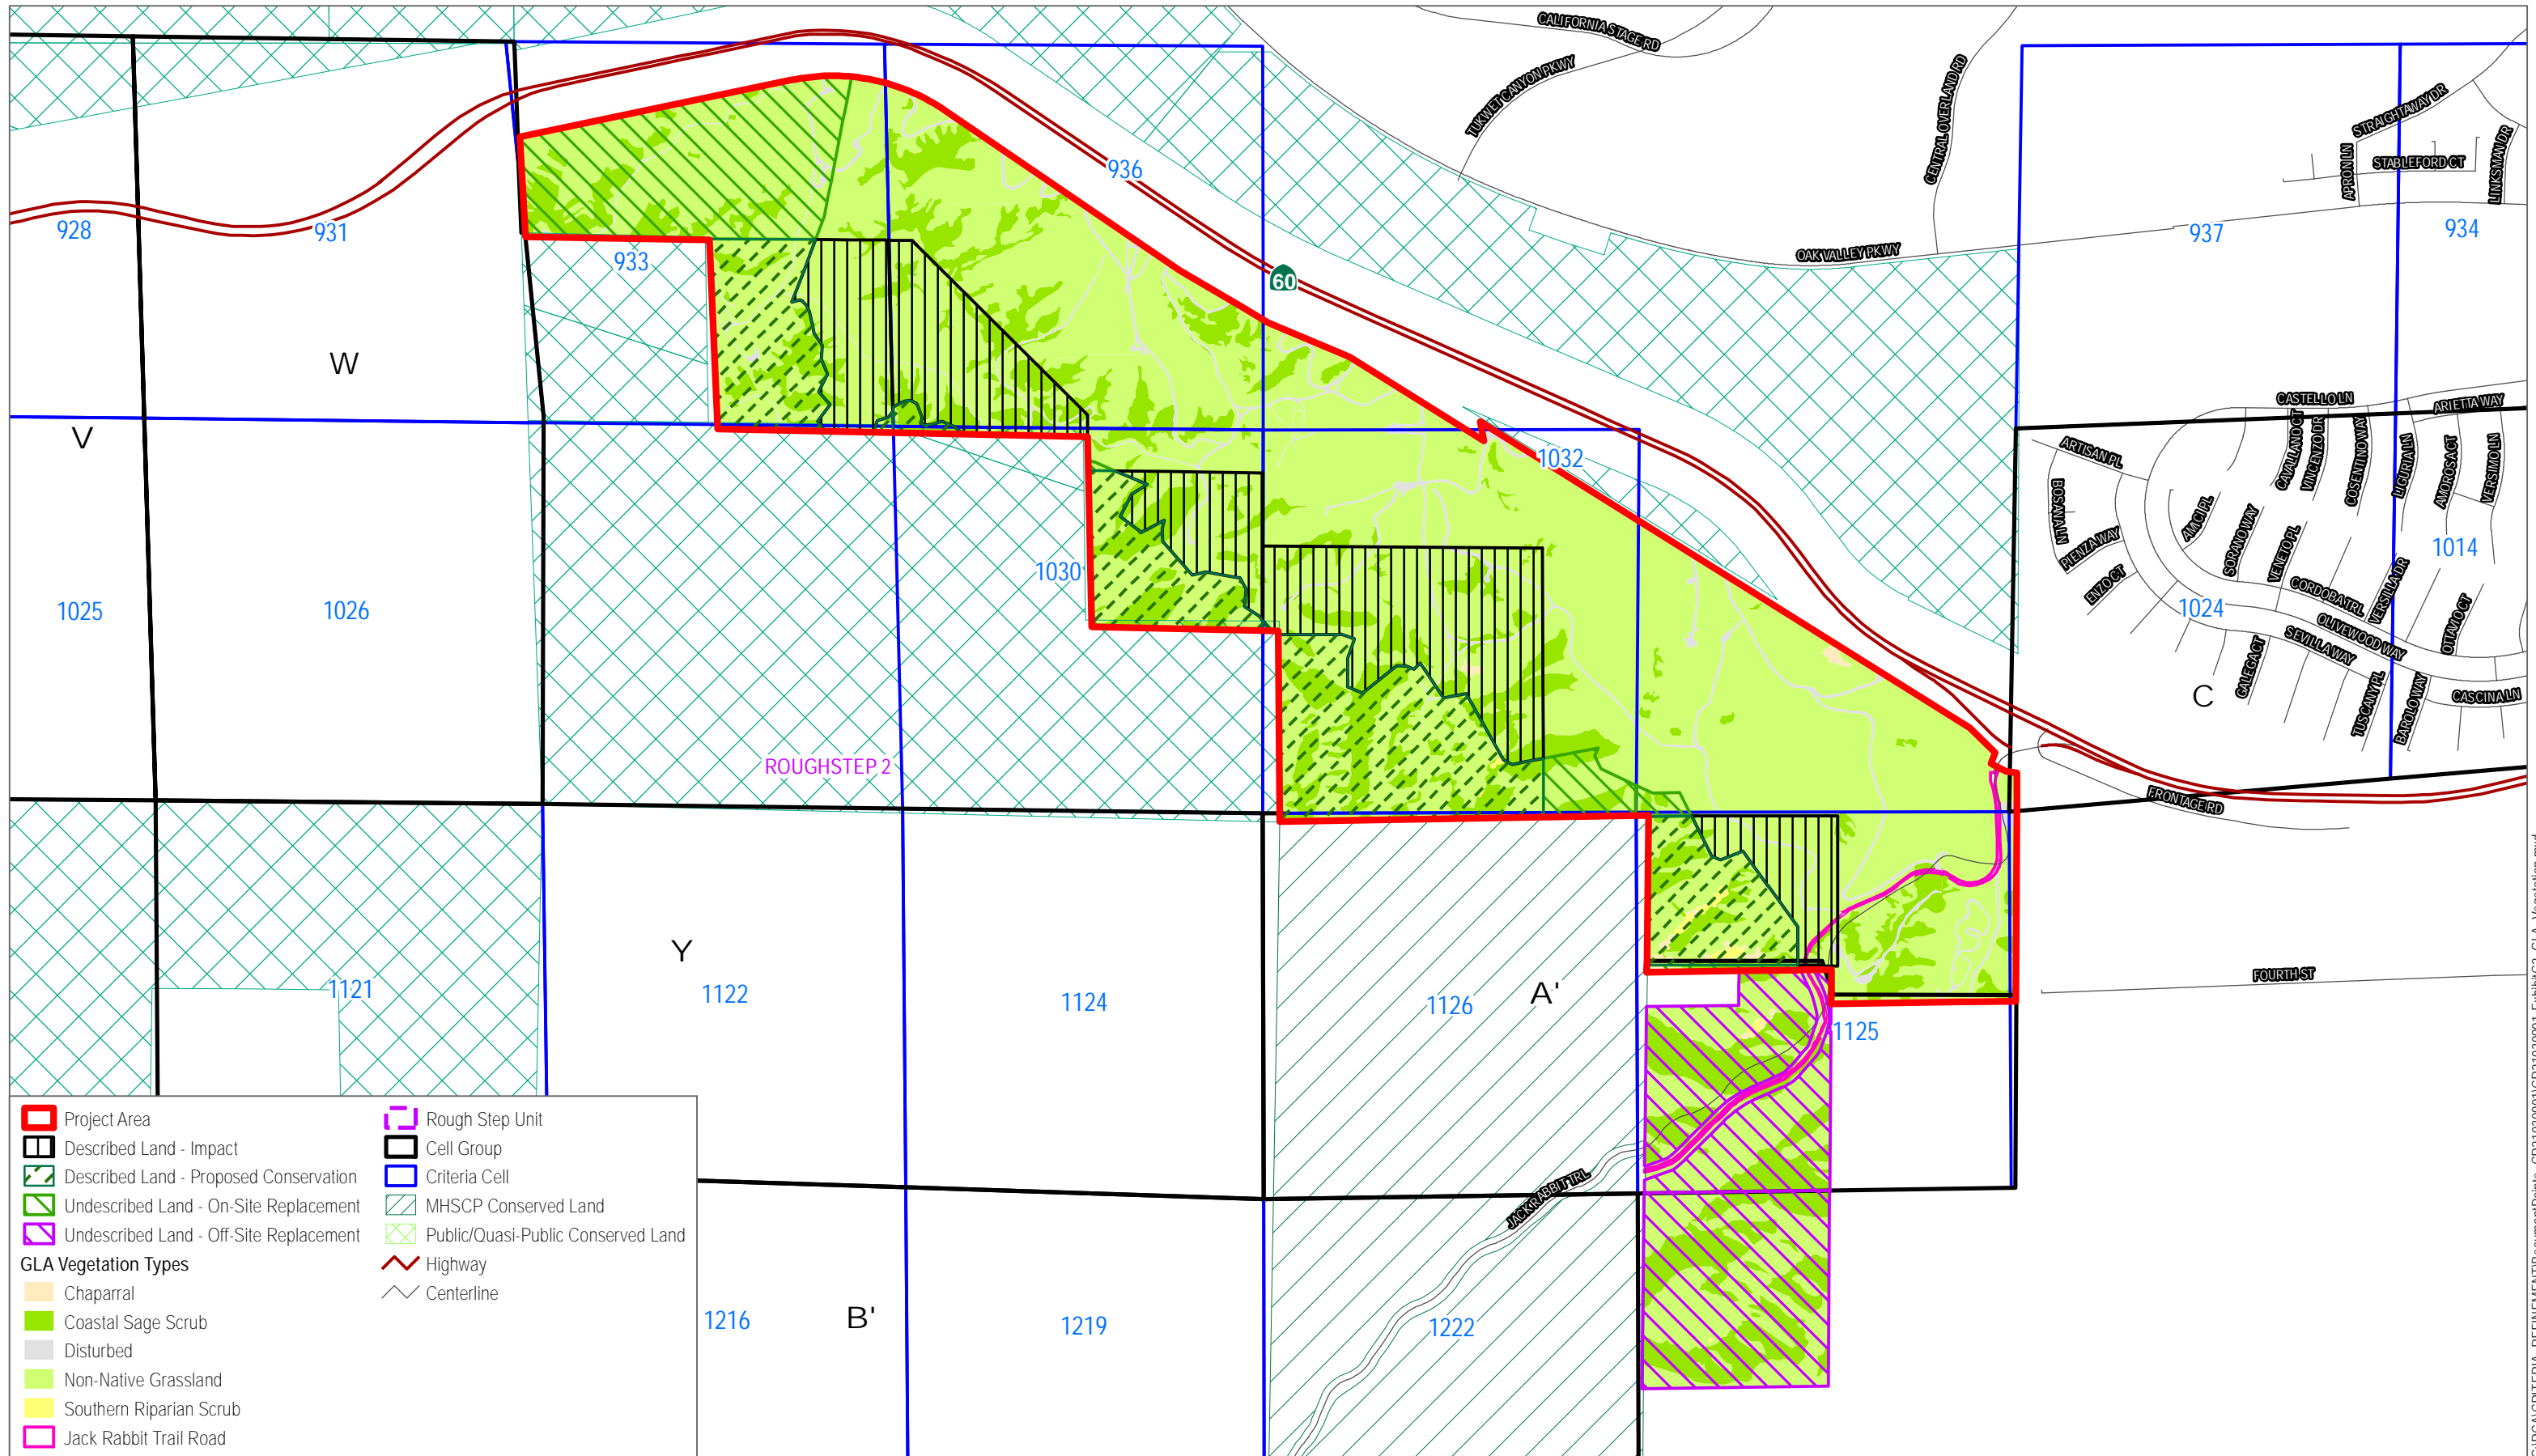 CALIFORNIA STAGE RD
TUKWET CANYON PKWY
CENTRAL OVERLAND RD
STRAIGHTAWAY DR
APRON LN
STABLEFORD CT
LINKSMAN DR
936
928
931
933
60
OAK VALLEY PKWY
937
934
W
V
CASTELLO LN
ARIETTA WAY
ARTISAN PL
CAVALLANO CT
VINCENZO DR
COSENTINO WAY
LIGURIA LN
AMOROSA CT
VERSIMO LN
1032
BOSWAI LN
AMACI PL
SORANO WAY
VENETO PL
PIENZA WAY
ENZO CT
1014
1030
1025
1026
1024
CORDOBA TRL
VERSILLA DR
OLIVEWOOD WAY
SEVILLA WAY
OTTAVIO CT
GALEGA CT
TUSCANY PL
BAROLO WAY
CASCINA LN
C
ROUGHSTEP 2
FRONTAGE RD
Y
1121
1122
1124
1126
A'
1125
FOURTH ST
JACK RABBIT TRL
1216
B'
1219
1222
Project Area
Described Land - Impact
Described Land - Proposed Conservation
Undescribed Land - On-Site Replacement
Undescribed Land - Off-Site Replacement
GLA Vegetation Types
Chaparral
Coastal Sage Scrub
Disturbed
Non-Native Grassland
Southern Riparian Scrub
Jack Rabbit Trail Road
Rough Step Unit
Cell Group
Criteria Cell
MHSCP Conserved Land
Public/Quasi-Public Conserved Land
Highway
Centerline